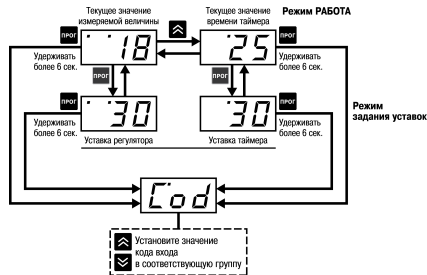 Текущее значение
измеряемой величины
Текущее значение
времени таймера
Режим РАБОТА
ПРОГ
Удерживать
более 6 сек.
18
25
ПРОГ
Удерживать
более 6 сек.
ПРОГ
ПРОГ
ПРОГ
Удерживать
более 6 сек.
30
30
ПРОГ
Удерживать
более 6 сек.
Режим
задания уставок
Уставка регулятора
Уставка таймера
Cod
Установите значение
кода входа
в соответствующую группу